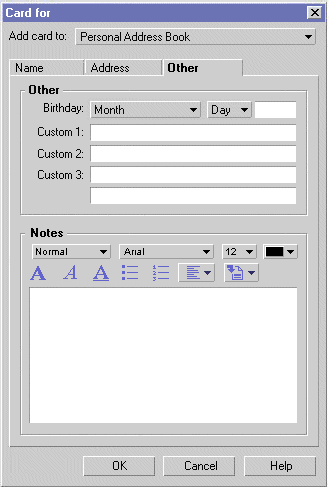 Card for
Add card to: Personal Address Book
Name Address Other
Other
Birthday: Month Day
Custom 1:
Custom 2:
Custom 3:
Notes
Normal Arial 12
A A A
OK Cancel Help